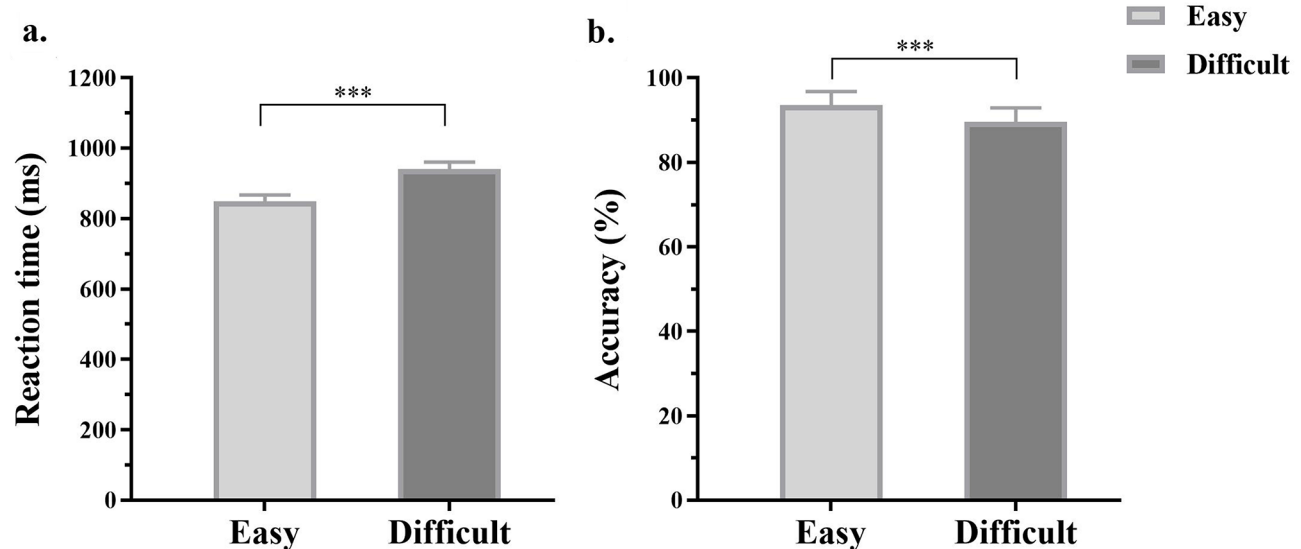 a.
Reaction time (ms)
1200
1000
800
600
400
200
0
***
Easy
Difficult
b.
Accuracy (%)
100
80
60
40
20
0
***
Easy
Difficult
Easy
Difficult